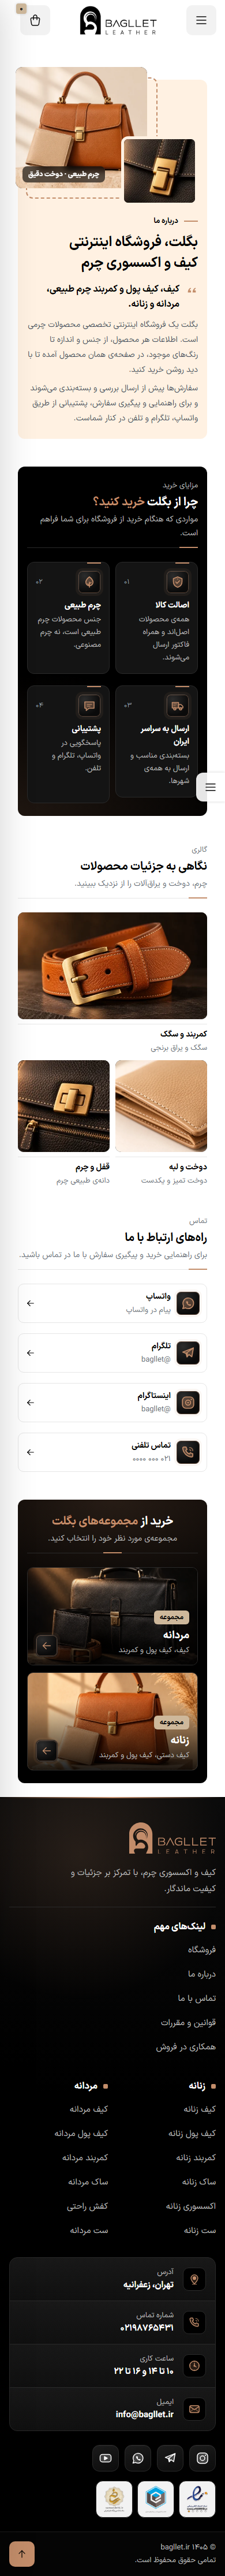 ۰
BAGLLET
LEATHER
چرم طبیعی • دوخت دقیق
درباره ما
بگلت، فروشگاه اینترنتی
کیف و اکسسوری چرم
کیف، کیف پول و کمربند چرم طبیعی،
مردانه و زنانه.
بگلت یک فروشگاه اینترنتی تخصصی محصولات چرمی
است. اطلاعات هر محصول، از جنس و اندازه تا
رنگ‌های موجود، در صفحه‌ی همان محصول آمده تا با
دید روشن خرید کنید.
سفارش‌ها پیش از ارسال بررسی و بسته‌بندی می‌شوند
و برای راهنمایی و پیگیری سفارش، پشتیبانی از طریق
واتساپ، تلگرام و تلفن در کنار شماست.
مزایای خرید
چرا از بگلت خرید کنید؟
مواردی که هنگام خرید از فروشگاه برای شما فراهم
است.
۰۱
اصالت کالا
همه‌ی محصولات
اصل‌اند و همراه
فاکتور ارسال
می‌شوند.
۰۲
چرم طبیعی
جنس محصولات چرم
طبیعی است، نه چرم
مصنوعی.
۰۳
ارسال به سراسر
ایران
بسته‌بندی مناسب و
ارسال به همه‌ی
شهرها.
۰۴
پشتیبانی
پاسخگویی در
واتساپ، تلگرام و
تلفن.
گالری
نگاهی به جزئیات محصولات
چرم، دوخت و یراق‌آلات را از نزدیک ببینید.
کمربند و سگک
سگک و یراق برنجی
دوخت و لبه
دوخت تمیز و یکدست
قفل و چرم
دانه‌ی طبیعی چرم
تماس
راه‌های ارتباط با ما
برای راهنمایی خرید و پیگیری سفارش با ما در تماس باشید.
واتساپ
پیام در واتساپ
تلگرام
@bagllet
اینستاگرام
@bagllet
تماس تلفنی
۰۲۱ ۰۰۰ ۰۰۰۰
خرید از مجموعه‌های بگلت
مجموعه‌ی مورد نظر خود را انتخاب کنید.
مجموعه
مردانه
کیف، کیف پول و کمربند
مجموعه
زنانه
کیف دستی، کیف پول و کمربند
BAGLLET
LEATHER
کیف و اکسسوری چرم، با تمرکز بر جزئیات و
کیفیت ماندگار.
لینک‌های مهم
فروشگاه
درباره ما
تماس با ما
قوانین و مقررات
همکاری در فروش
زنانه
کیف زنانه
کیف پول زنانه
کمربند زنانه
ساک زنانه
اکسسوری زنانه
ست زنانه
مردانه
کیف مردانه
کیف پول مردانه
کمربند مردانه
ساک مردانه
کفش راحتی
ست مردانه
آدرس
تهران، زعفرانیه
شماره تماس
۰۲۱۹۸۷۶۵۴۳۱
ساعت کاری
۱۰ تا ۱۴ و ۱۶ تا ۲۲
ایمیل
info@bagllet.ir
© ۱۴۰۵ bagllet.ir
تمامی حقوق محفوظ است.